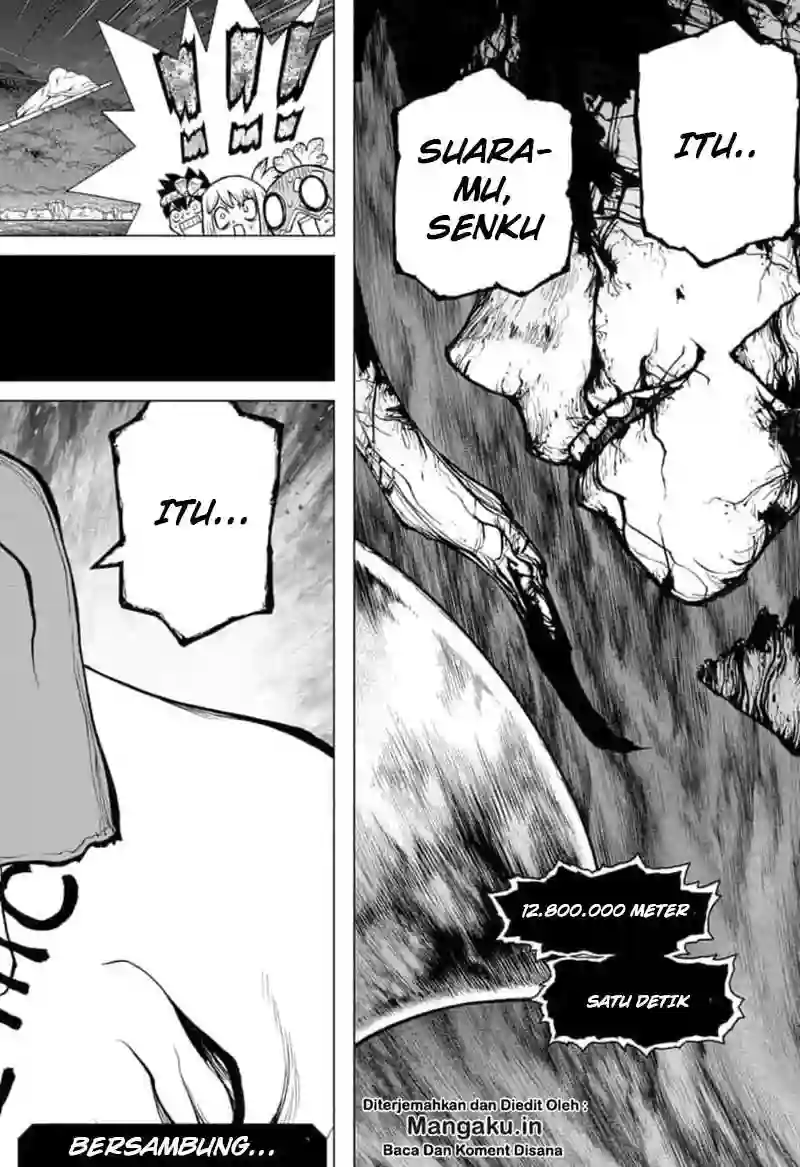 ITU..
SUARA-
MU,
SENKU
12.800.000 METER
SATU DETIK
!!!
ITU...
BERSAMBUNG...
Diterjemahkan dan Diedit Oleh :
Mangaku.in
Baca Dan Koment Disana